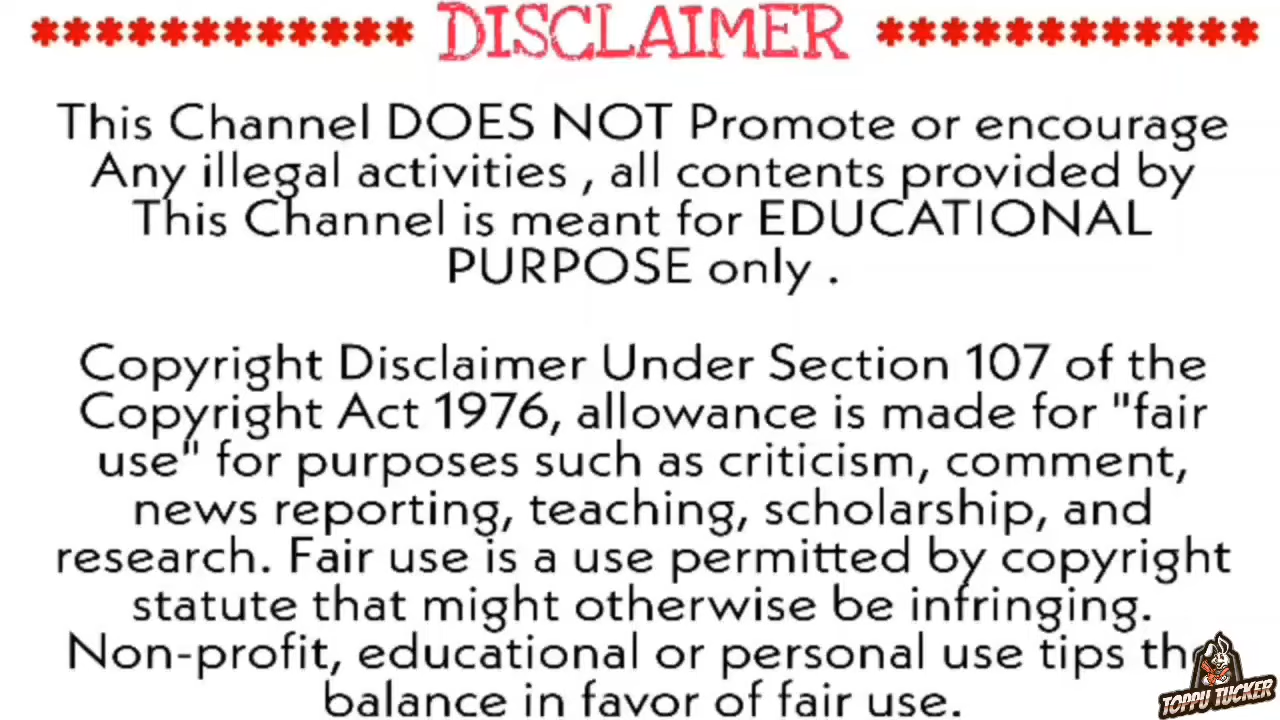 ************ DISCLAIMER ************
This Channel DOES NOT Promote or encourage
Any illegal activities , all contents provided by
This Channel is meant for EDUCATIONAL
PURPOSE only .
Copyright Disclaimer Under Section 107 of the
Copyright Act 1976, allowance is made for "fair
use" for purposes such as criticism, comment,
news reporting, teaching, scholarship, and
research. Fair use is a use permitted by copyright
statute that might otherwise be infringing.
Non-profit, educational or personal use tips the
balance in favor of fair use.
TOPPU TUCKER